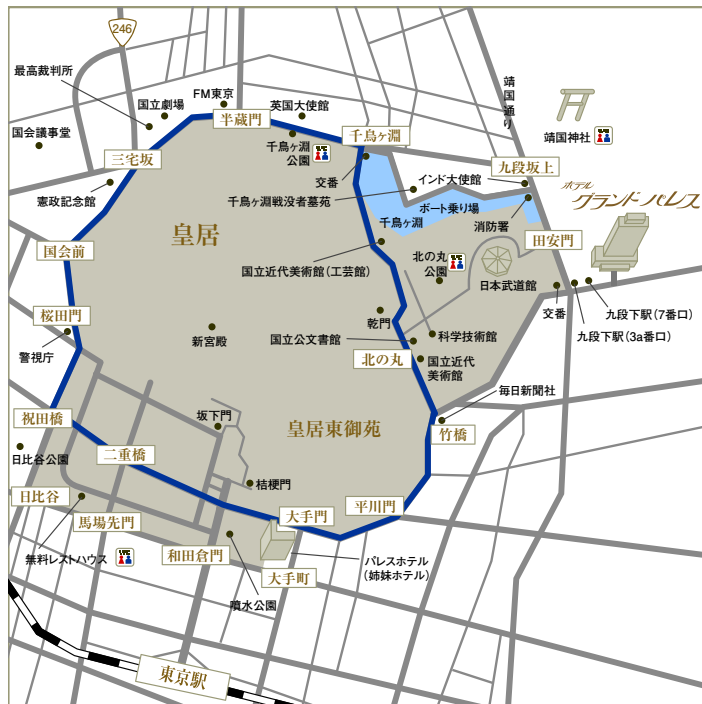 246
最高裁判所
国立劇場
FM東京
英国大使館
半蔵門
千鳥ヶ淵
国会議事堂
三宅坂
千鳥ヶ淵
公園
WC
交番
靖国通り
靖国神社
WC
九段坂上
インド大使館
ホテル
グランドパレス
憲政記念館
千鳥ヶ淵戦没者墓苑
ボート乗り場
千鳥ヶ淵
消防署
田安門
皇居
国会前
国立近代美術館(工芸館)
北の丸
公園
WC
日本武道館
交番
九段下駅(7番口)
九段下駅(3a番口)
桜田門
警視庁
新宮殿
乾門
国立公文書館
科学技術館
北の丸
国立近代
美術館
毎日新聞社
祝田橋
坂下門
皇居東御苑
竹橋
日比谷公園
二重橋
桔梗門
日比谷
馬場先門
大手門
平川門
無料レストハウス
WC
和田倉門
大手町
パレスホテル
(姉妹ホテル)
噴水公園
東京駅